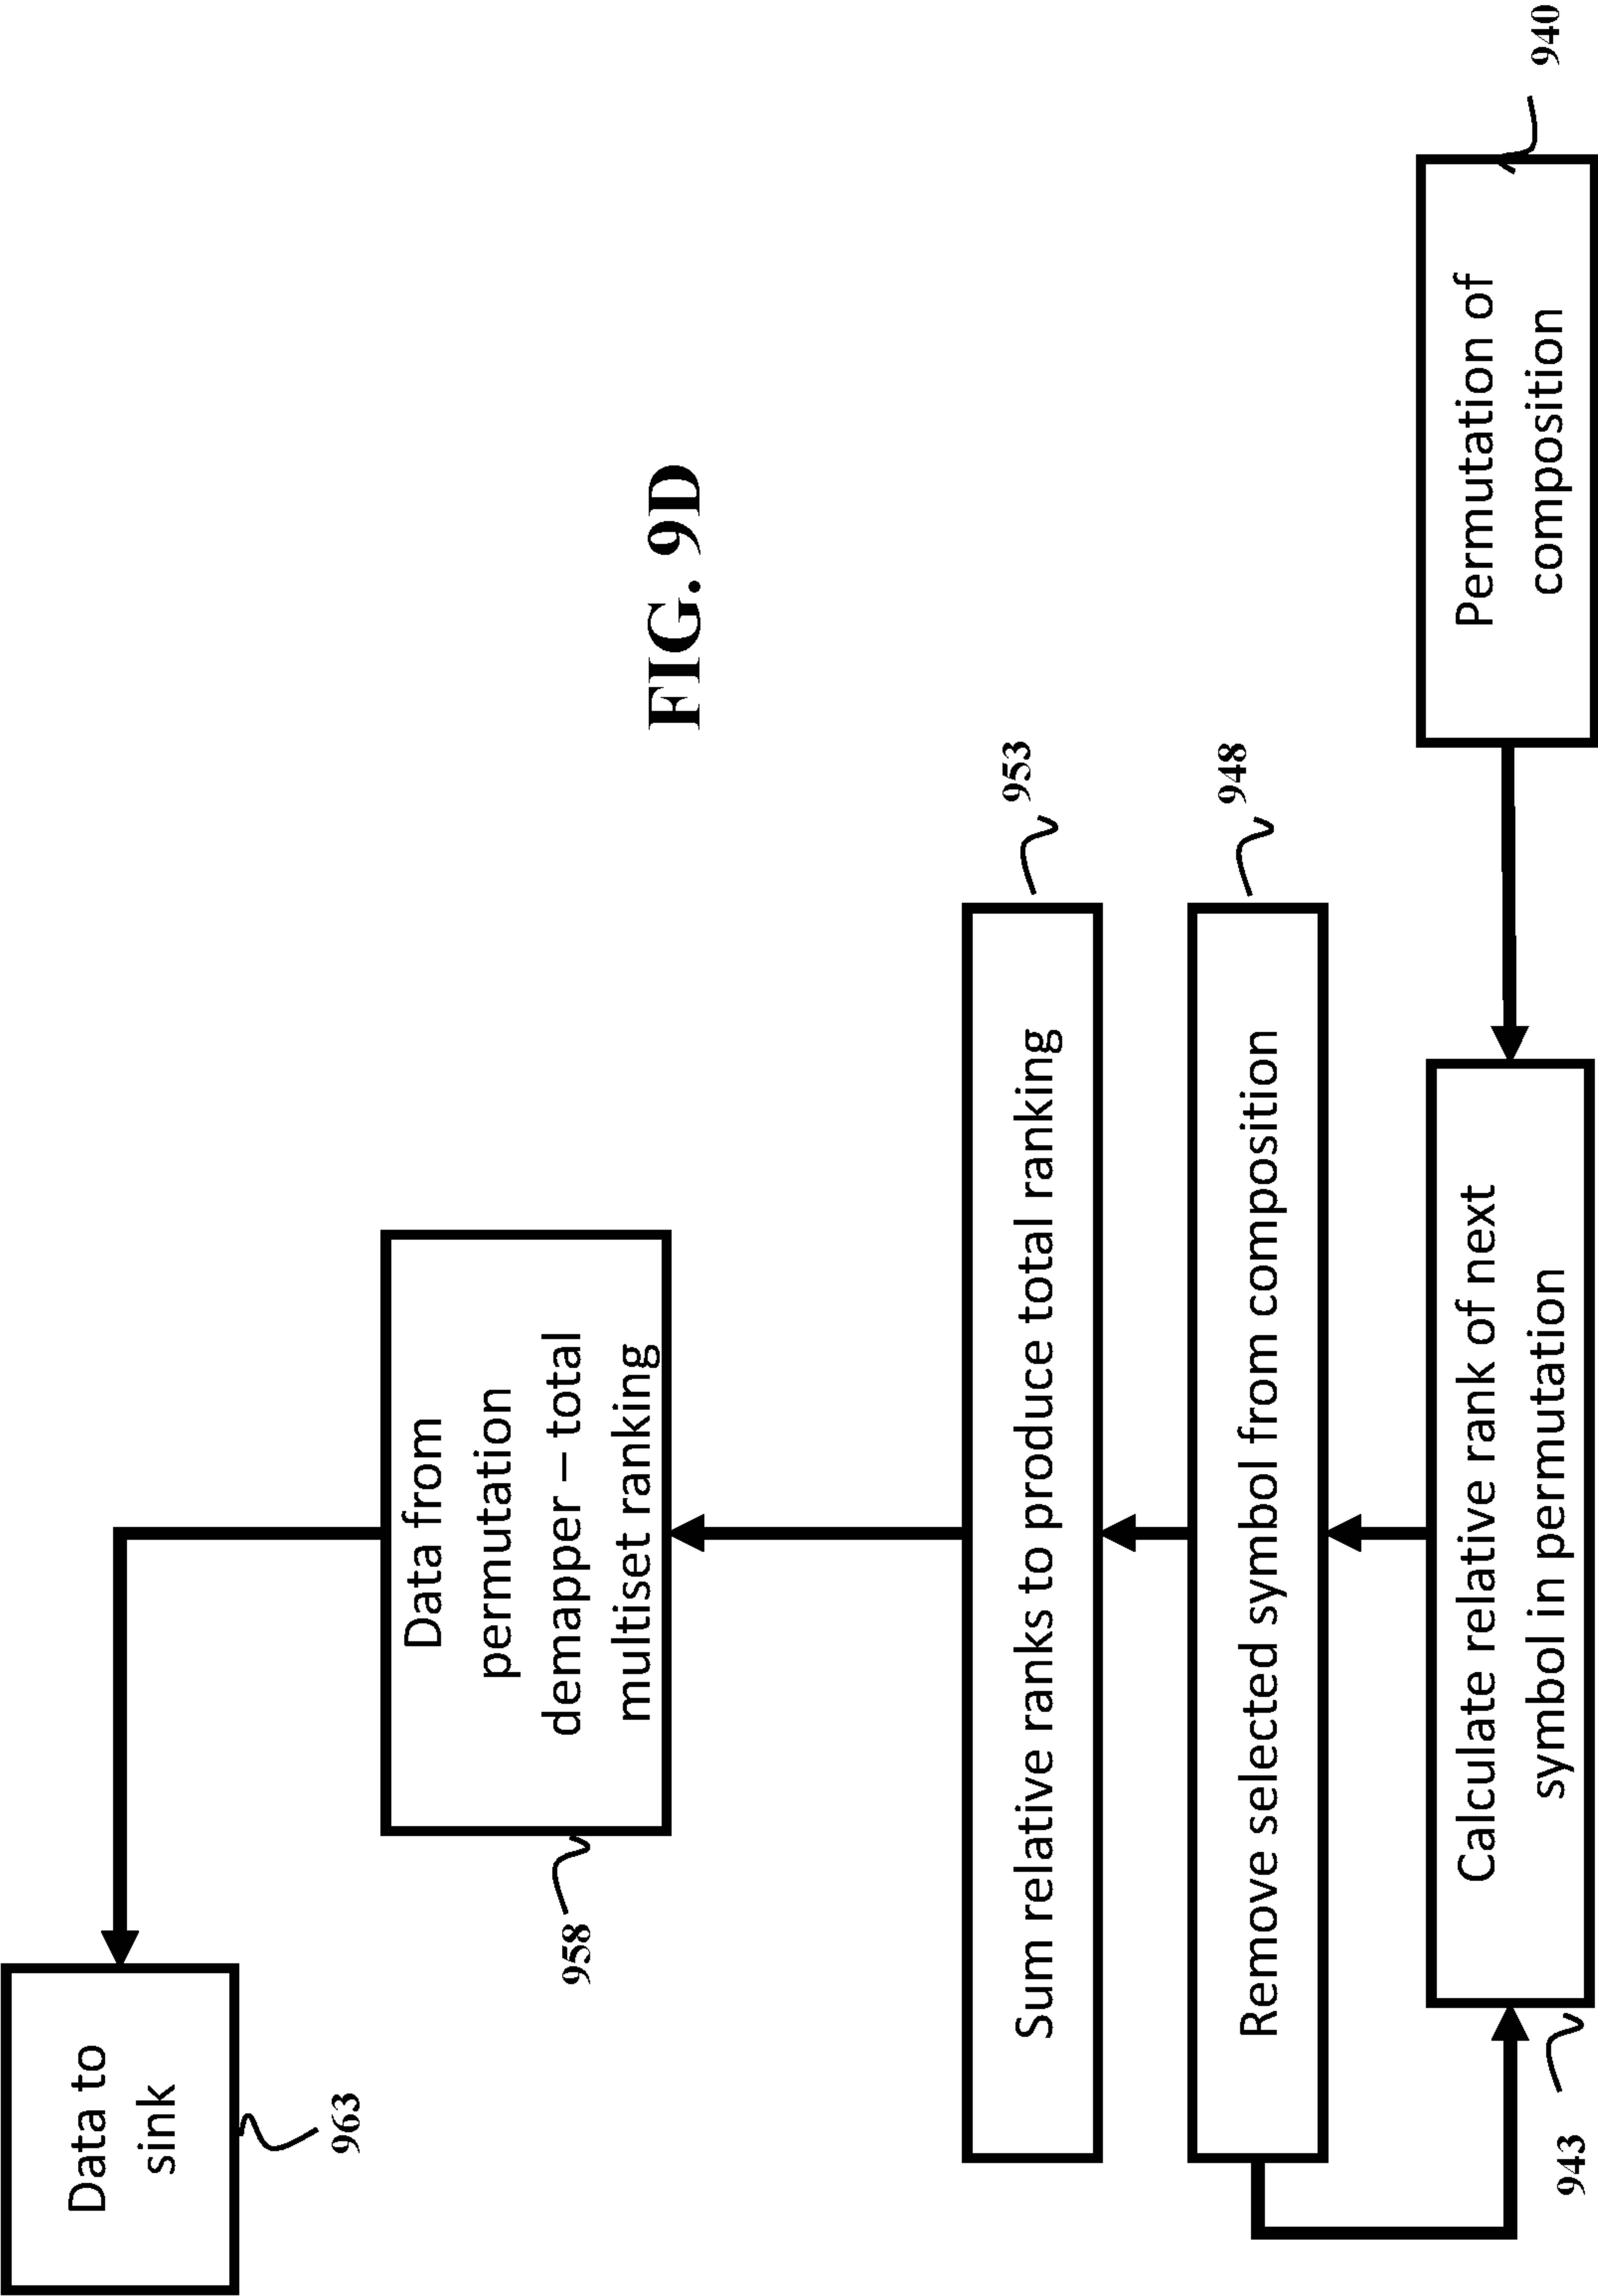 Data to
sink
963
Data from
permutation
demapper – total
multiset ranking
958
FIG. 9D
Sum relative ranks to produce total ranking
953
Remove selected symbol from composition
948
Calculate relative rank of next
symbol in permutation
943
Permutation of
composition
940